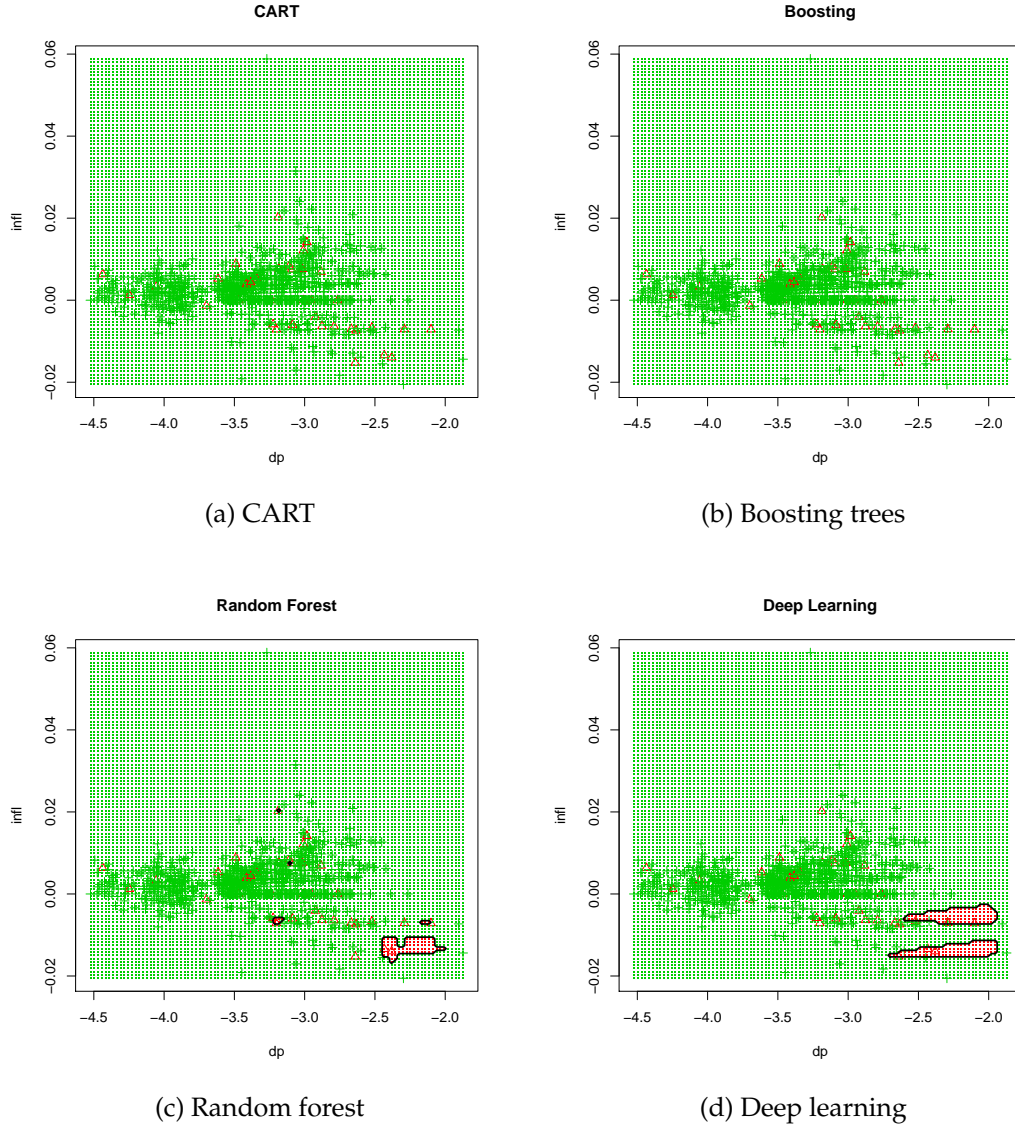 CART
Boosting
infl
−0.02 0.00 0.02 0.04 0.06
−4.5 −4.0 −3.5 −3.0 −2.5 −2.0
dp
infl
−0.02 0.00 0.02 0.04 0.06
−4.5 −4.0 −3.5 −3.0 −2.5 −2.0
dp
(a) CART
(b) Boosting trees
Random Forest
Deep Learning
infl
−0.02 0.00 0.02 0.04 0.06
−4.5 −4.0 −3.5 −3.0 −2.5 −2.0
dp
infl
−0.02 0.00 0.02 0.04 0.06
−4.5 −4.0 −3.5 −3.0 −2.5 −2.0
dp
(c) Random forest
(d) Deep learning